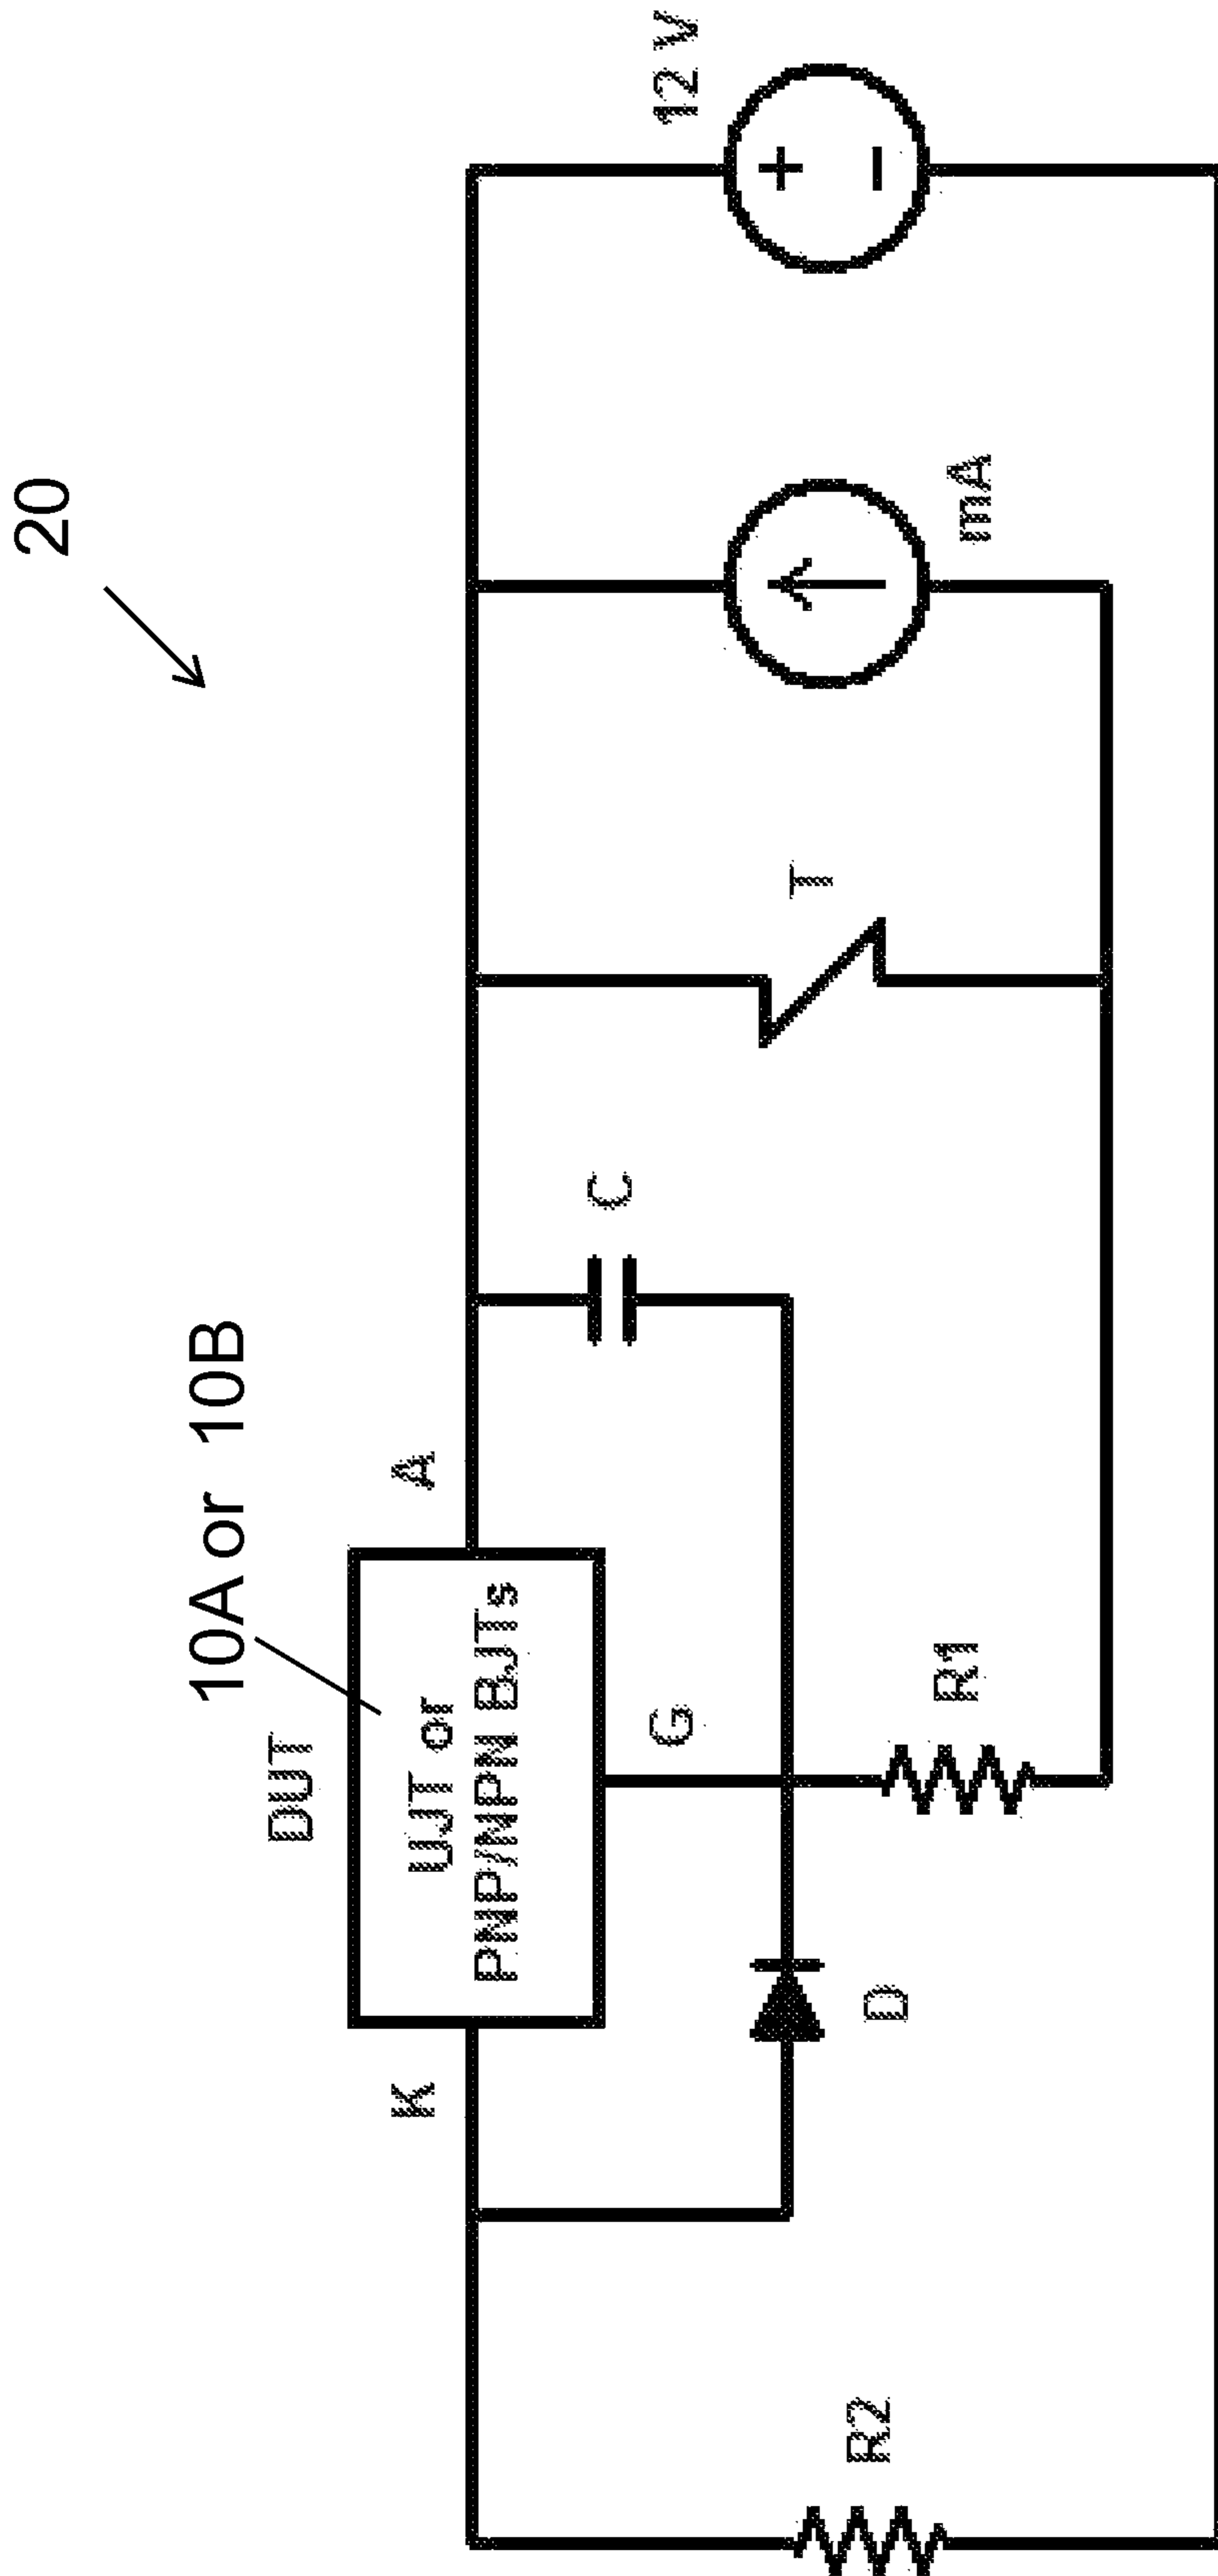 20
10A or 10B
DUT
UJT or
PNP/NPN BJTs
K
A
G
C
T
mA
12 V
+
−
D
R1
R2